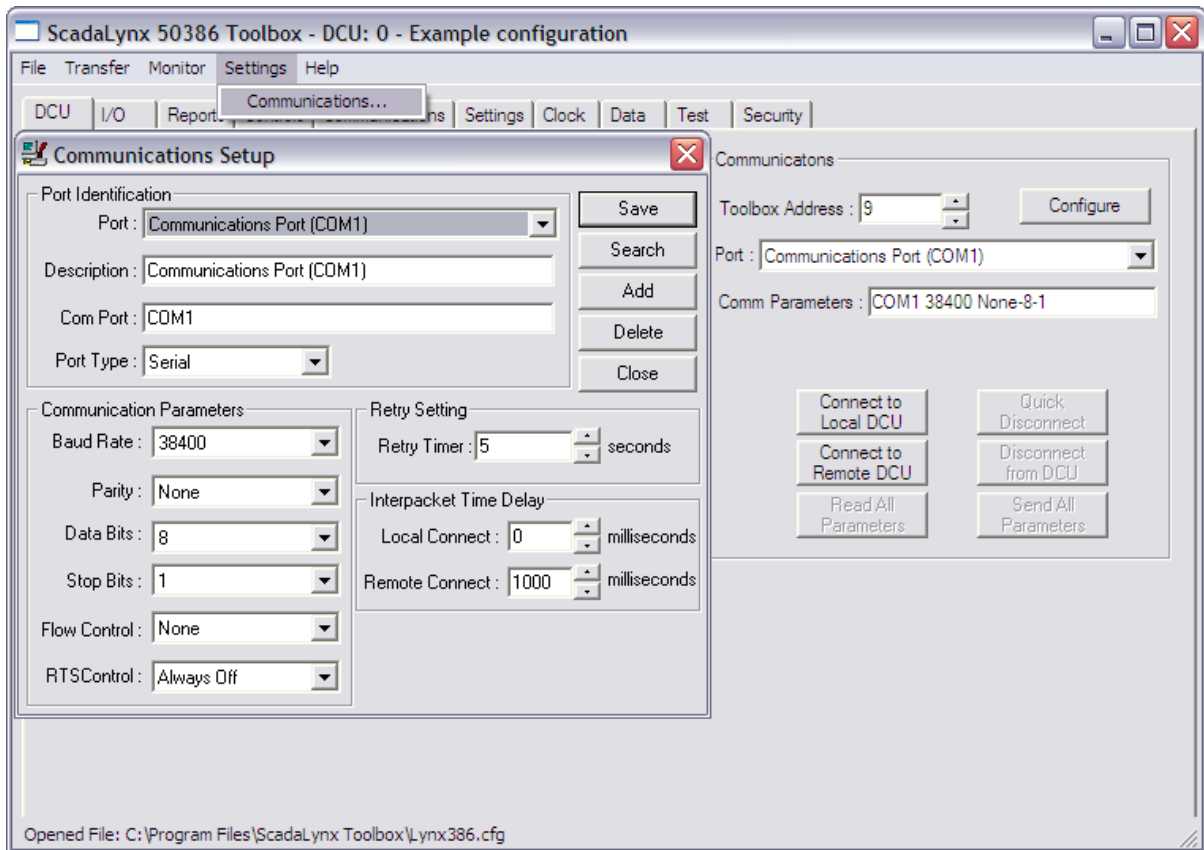 ScadaLynx 50386 Toolbox - DCU: 0 - Example configuration
File Transfer Monitor Settings Help
Communications...
DCU I/O Reports Settings Clock Data Test Security
Communications Setup
Port Identification
Port : Communications Port (COM1)
Description : Communications Port (COM1)
Com Port : COM1
Port Type : Serial
Save
Search
Add
Delete
Close
Communication Parameters
Baud Rate : 38400
Parity : None
Data Bits : 8
Stop Bits : 1
Flow Control : None
RTSControl : Always Off
Retry Setting
Retry Timer : 5 seconds
Interpacket Time Delay
Local Connect : 0 milliseconds
Remote Connect : 1000 milliseconds
Communicatons
Toolbox Address : 9
Configure
Port : Communications Port (COM1)
Comm Parameters : COM1 38400 None-8-1
Connect to
Local DCU
Quick
Disconnect
Connect to
Remote DCU
Disconnect
from DCU
Read All
Parameters
Send All
Parameters
Opened File: C:\Program Files\ScadaLynx Toolbox\Lynx386.cfg